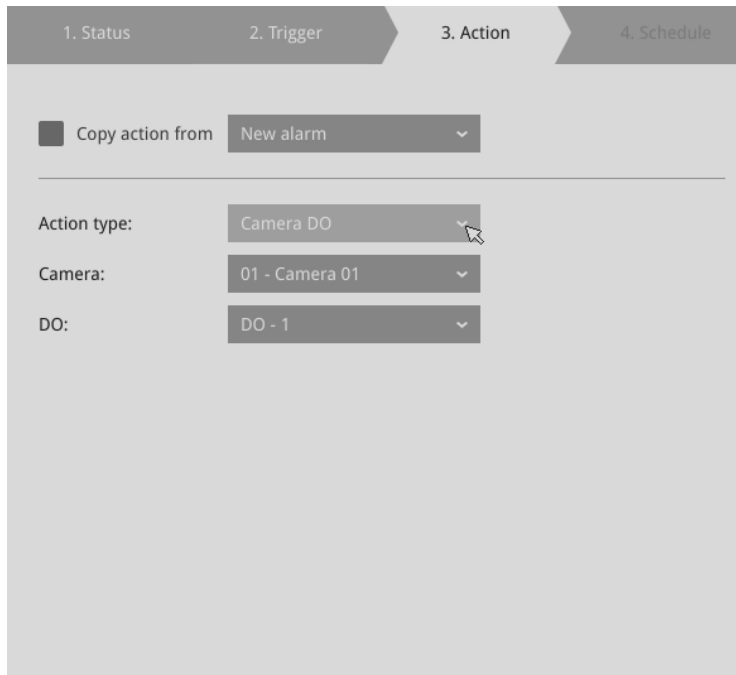 1. Status 2. Trigger 3. Action 4. Schedule
Copy action from New alarm
Action type: Camera DO
Camera: 01 - Camera 01
DO: DO - 1